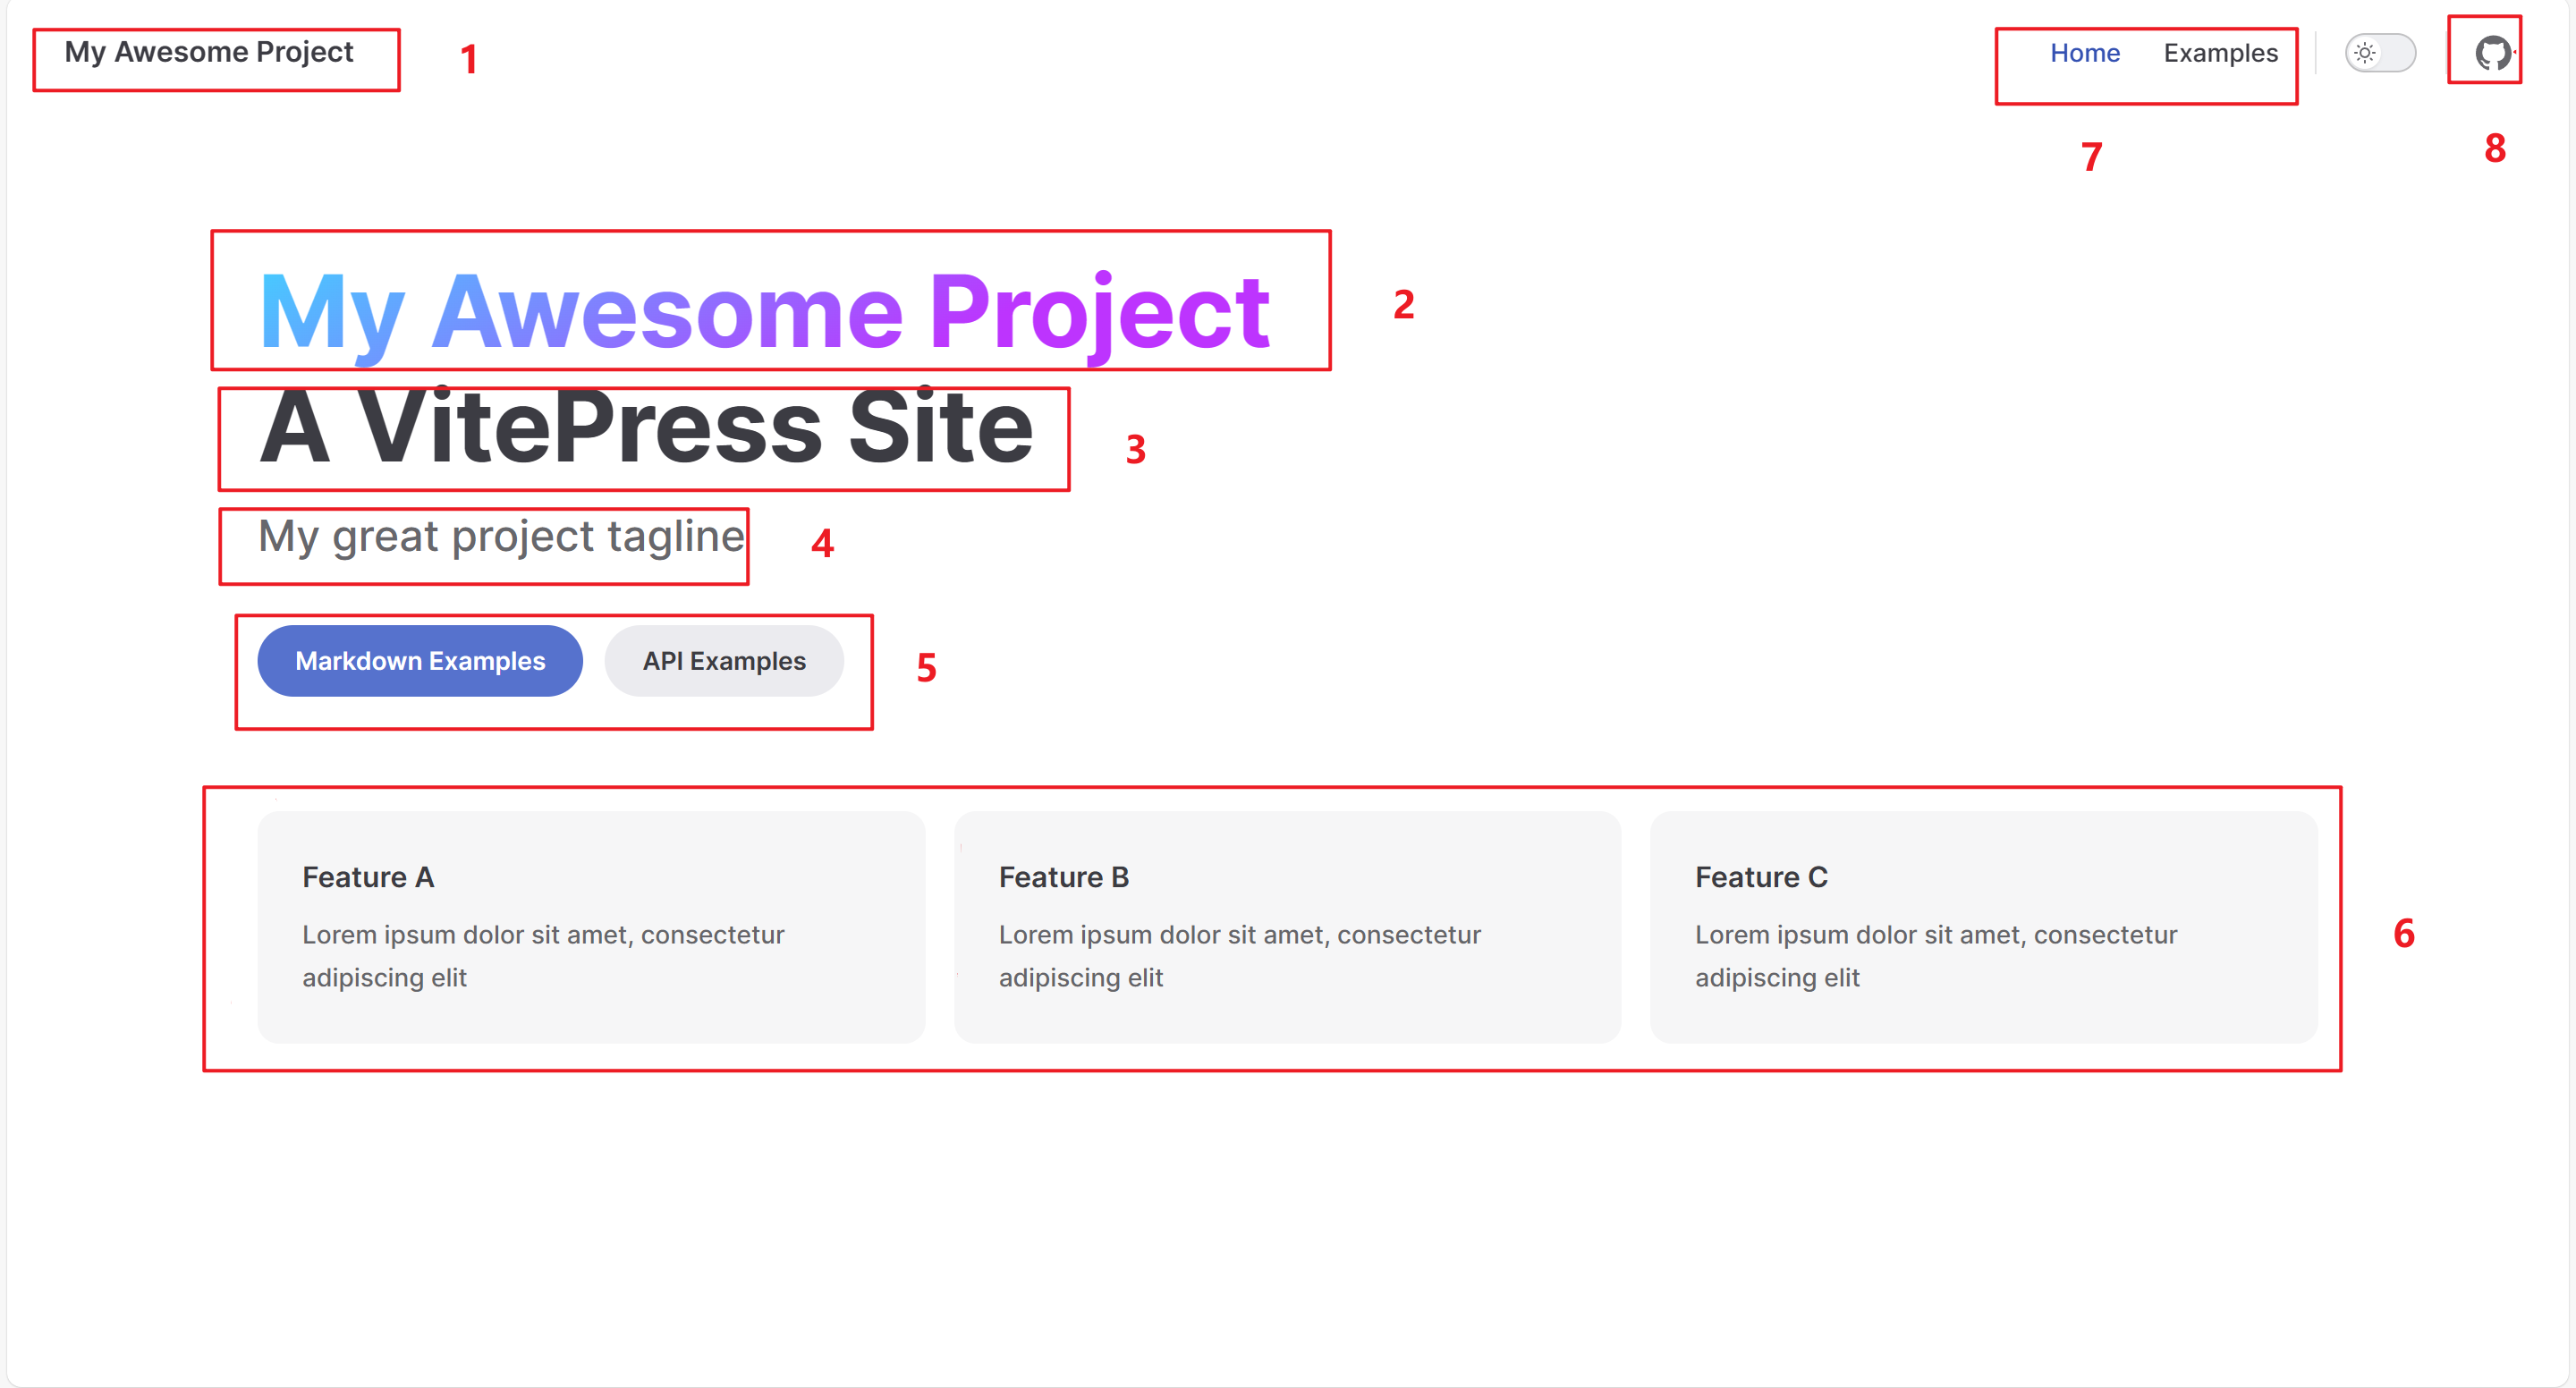 My Awesome Project
1
Home
Examples
7
8
My Awesome Project
2
A VitePress Site
3
My great project tagline
4
Markdown Examples
API Examples
5
Feature A
Lorem ipsum dolor sit amet, consectetur
adipiscing elit
Feature B
Lorem ipsum dolor sit amet, consectetur
adipiscing elit
Feature C
Lorem ipsum dolor sit amet, consectetur
adipiscing elit
6